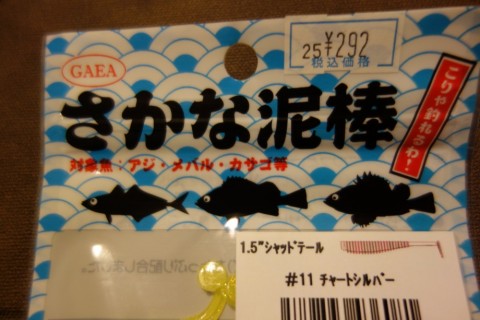 25 ¥292
税込価格
GAEA
さかな泥棒
こりゃ釣れるわ!
対象魚:アジ・メバル・カサゴ等
1.5"シャッドテール
#11 チャートシルバー